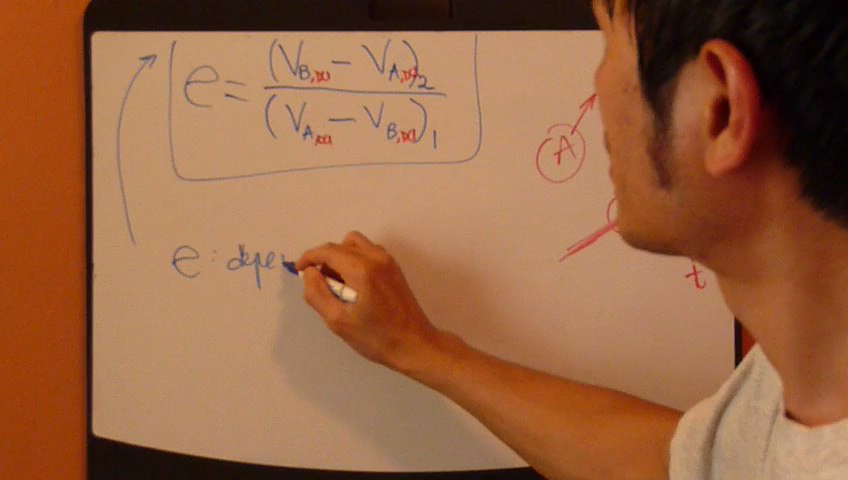 e = (V_B,x - V_A,x)_2 / (V_A,x - V_B,x)_1
A
e: depe
t